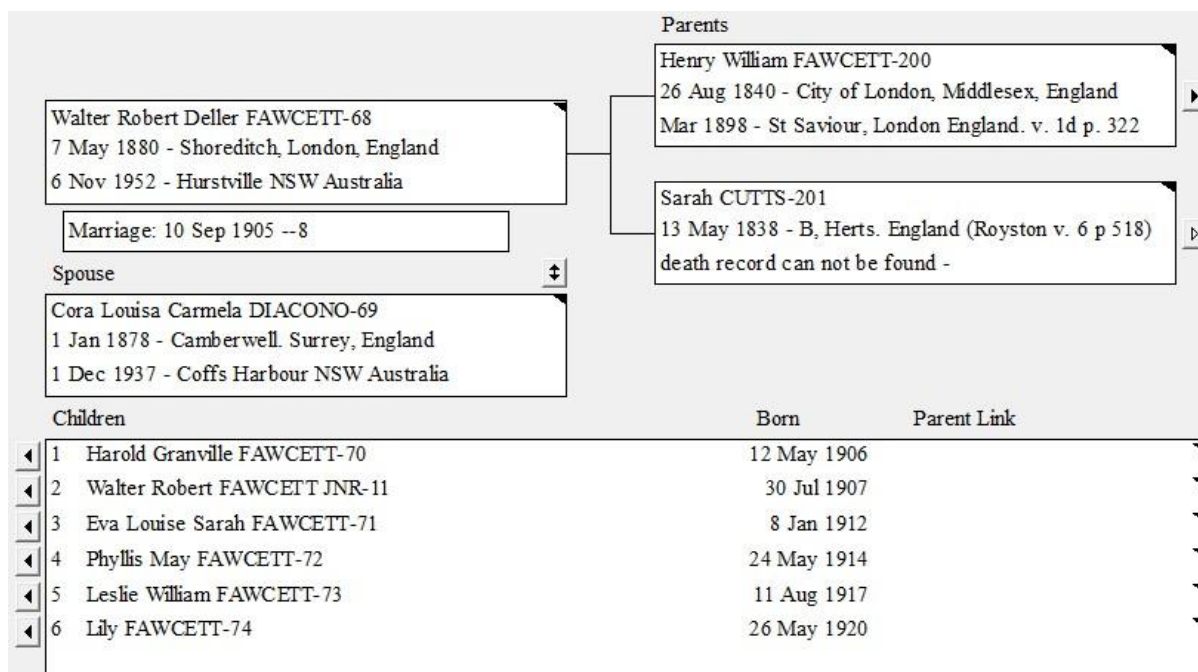 Parents
Henry William FAWCETT-200
26 Aug 1840 - City of London, Middlesex, England
Mar 1898 - St Saviour, London England. v. 1d p. 322
Walter Robert Deller FAWCETT-68
7 May 1880 - Shoreditch, London, England
6 Nov 1952 - Hurstville NSW Australia
Sarah CUTTS-201
13 May 1838 - B, Herts. England (Royston v. 6 p 518)
death record can not be found -
Marriage: 10 Sep 1905 --8
Spouse
Cora Louisa Carmela DIACONO-69
1 Jan 1878 - Camberwell. Surrey, England
1 Dec 1937 - Coffs Harbour NSW Australia
Children Born Parent Link
1 Harold Granville FAWCETT-70 12 May 1906
2 Walter Robert FAWCETT JNR-11 30 Jul 1907
3 Eva Louise Sarah FAWCETT-71 8 Jan 1912
4 Phyllis May FAWCETT-72 24 May 1914
5 Leslie William FAWCETT-73 11 Aug 1917
6 Lily FAWCETT-74 26 May 1920